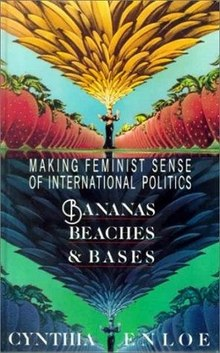 MAKING FEMINIST SENSE
OF INTERNATIONAL POLITICS
BANANAS
BEACHES
& BASES
CYNTHIA ENLOE